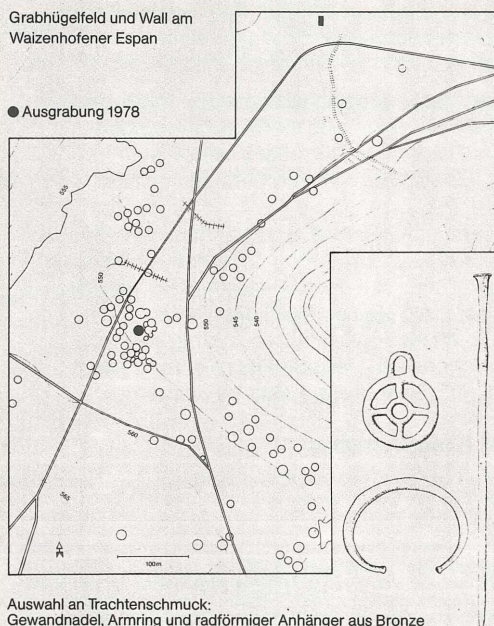 Grabhügelfeld und Wall am
Waizenhofener Espan
Ausgrabung 1978
555
550
550
545
540
560
565
100m
Auswahl an Trachtenschmuck:
Gewandnadel, Armring und radförmiger Anhänger aus Bronze